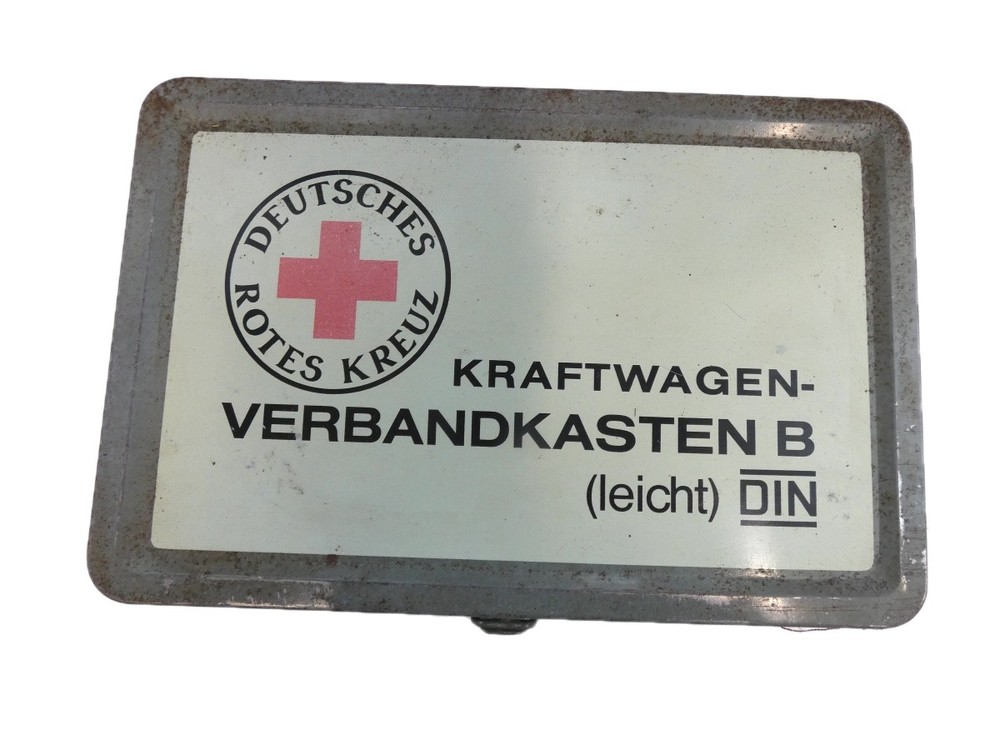 DEUTSCHES
ROTES KREUZ
KRAFTWAGEN-
VERBANDKASTEN B
(leicht) DIN